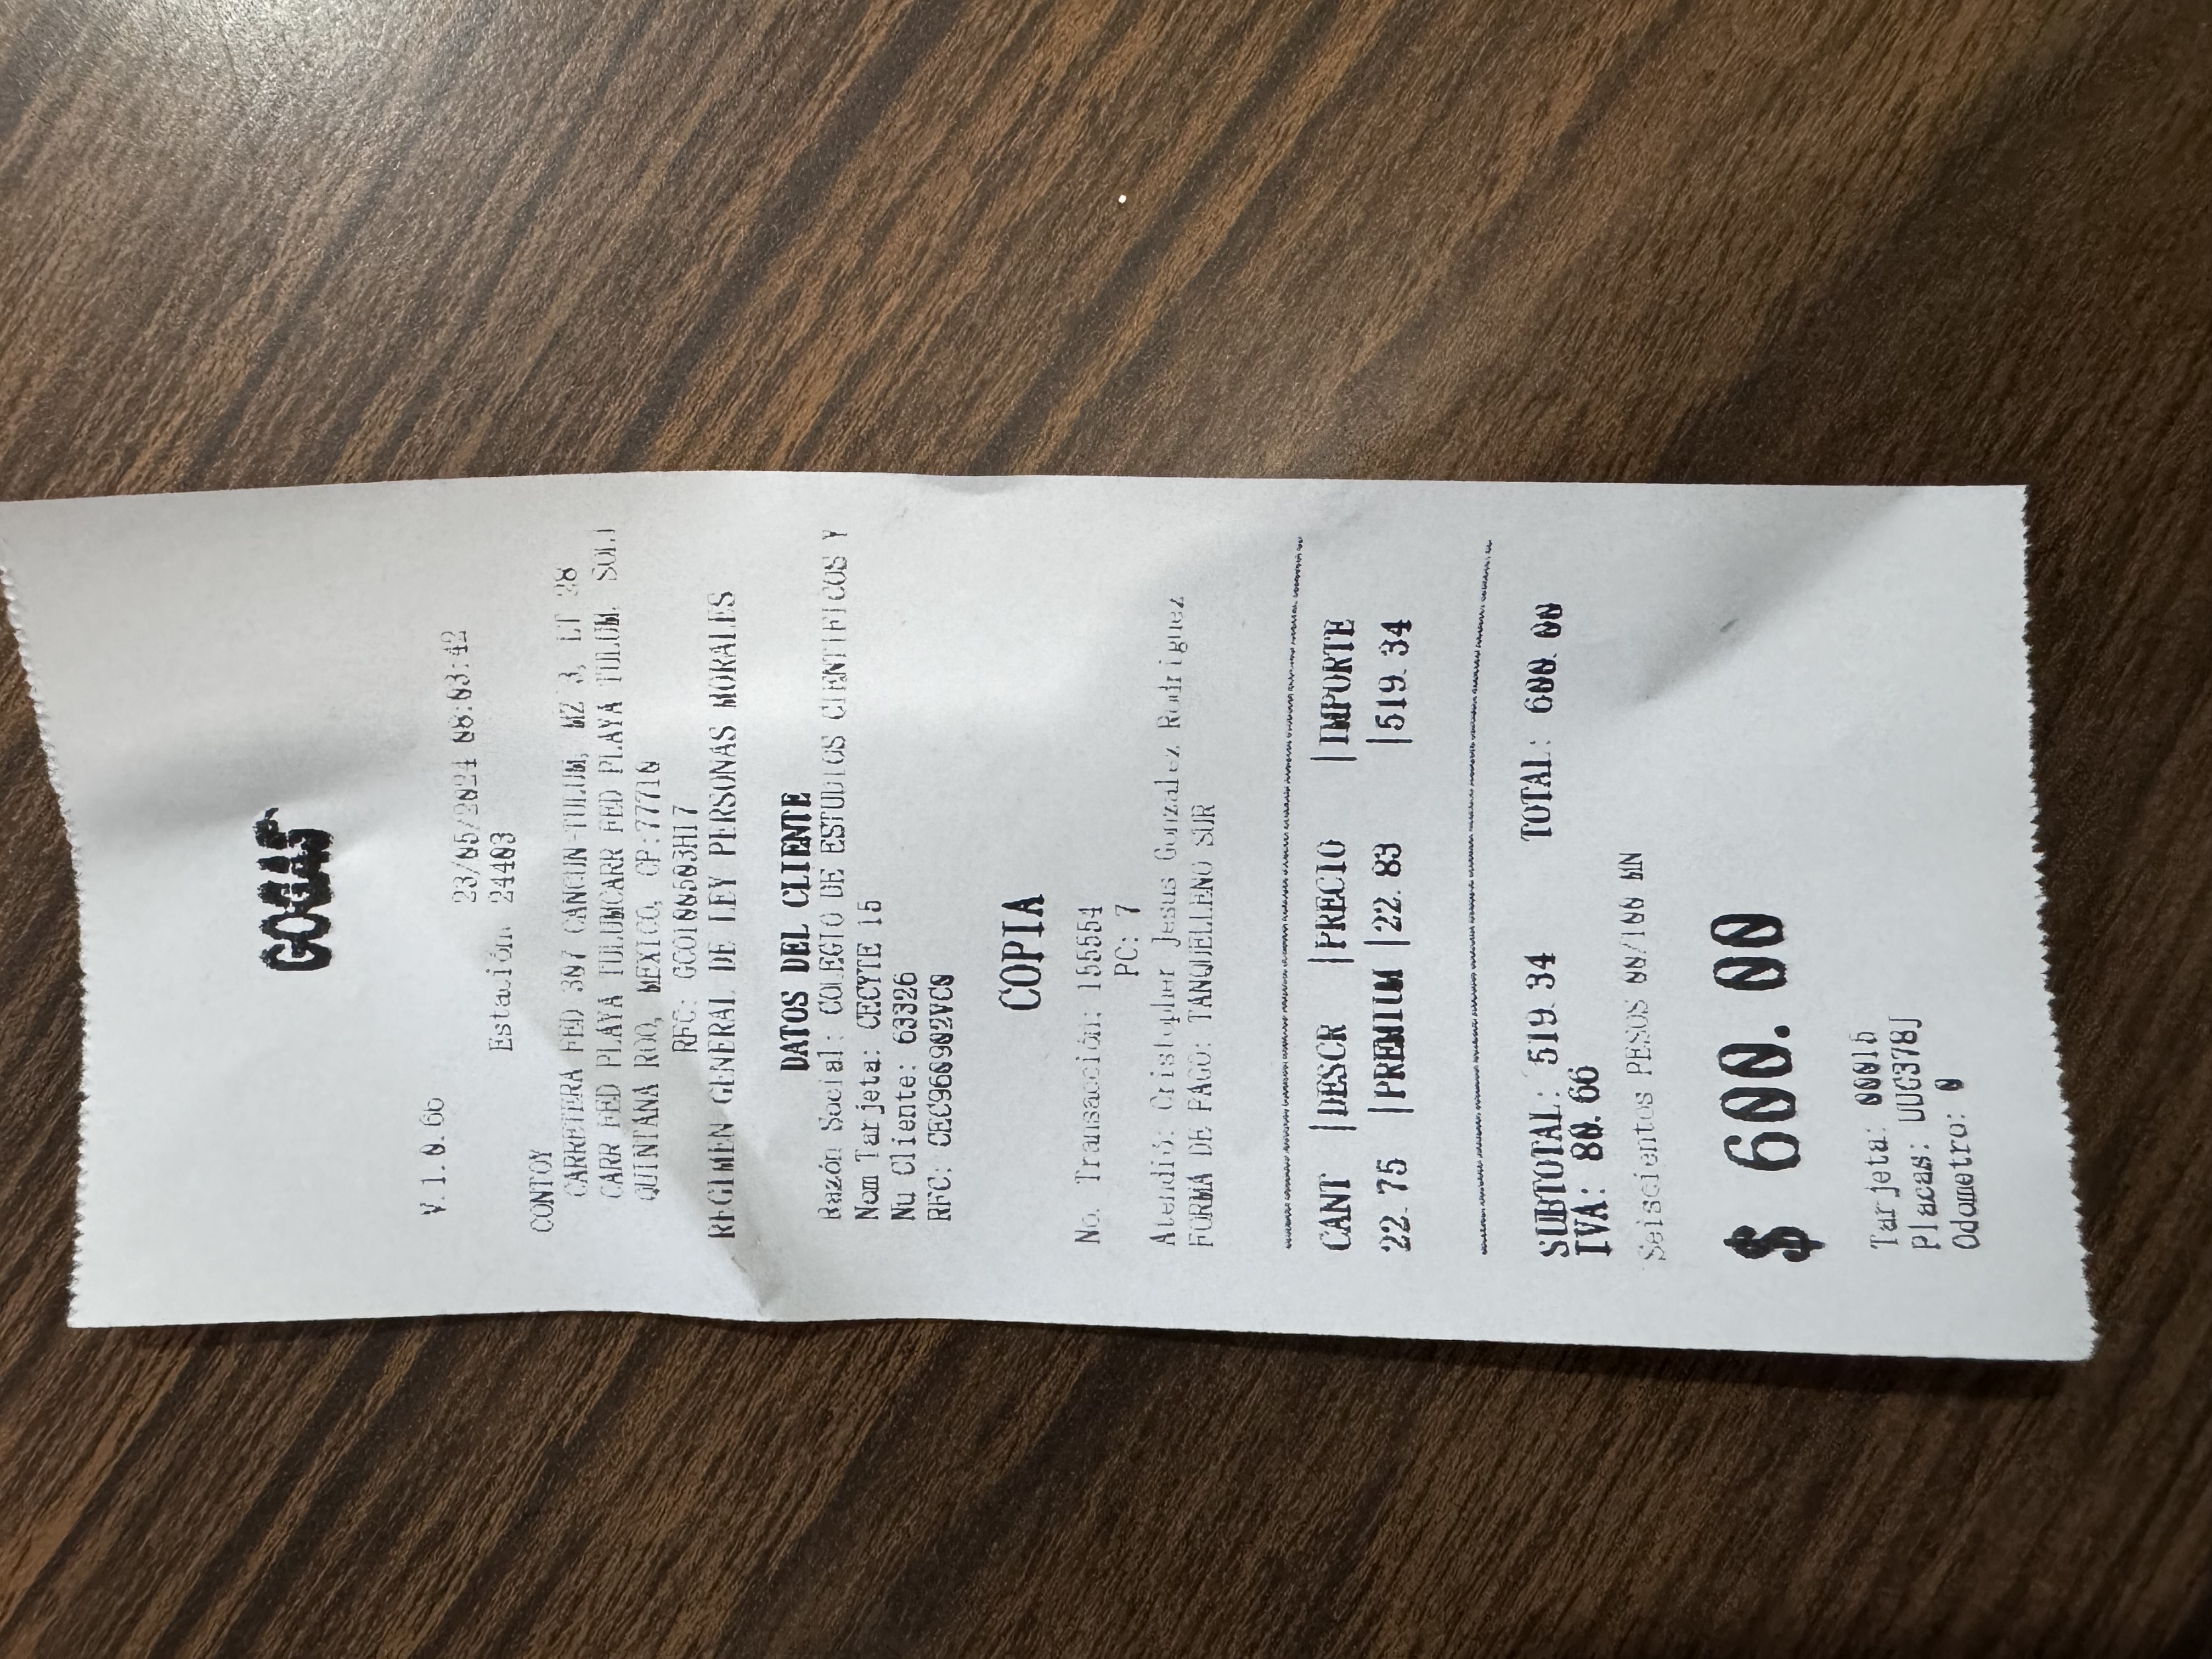 GOGAS
V.1.0.66
23/05/2024 08:03:42
Estación 24403
CONTOY
CARRETERA FED 307 CANCUN-TULUM, MZ 3, LT 28
CARR FED PLAYA TULUMCARR FED PLAYA TULUM, SOLI
QUINTANA ROO, MEXICO, CP:77710
RFC: GCO100503H17
REGIMEN GENERAL DE LEY PERSONAS MORALES
DATOS DEL CLIENTE
Razón Social: COLEGIO DE ESTUDIOS CIENTIFICOS Y
Nom Tarjeta: CECYTE 15
Nu Cliente: 63326
RFC: CEC960902VC0
COPIA
No. Transacción: 155554
PC: 7
Atendió: Cristopher Jesus Gonzalez Rodriguez
FORMA DE PAGO: TANQUELLENO SUR
CANT |DESCR |PRECIO |IMPORTE
22.75 |PREMIUM |22.83 |519.34
SUBTOTAL: 519.34 TOTAL: 600.00
IVA: 80.66
Seiscientos PESOS 00/100 MN
$ 600.00
Tarjeta: 00015
Placas: UUG378J
Odometro: 0